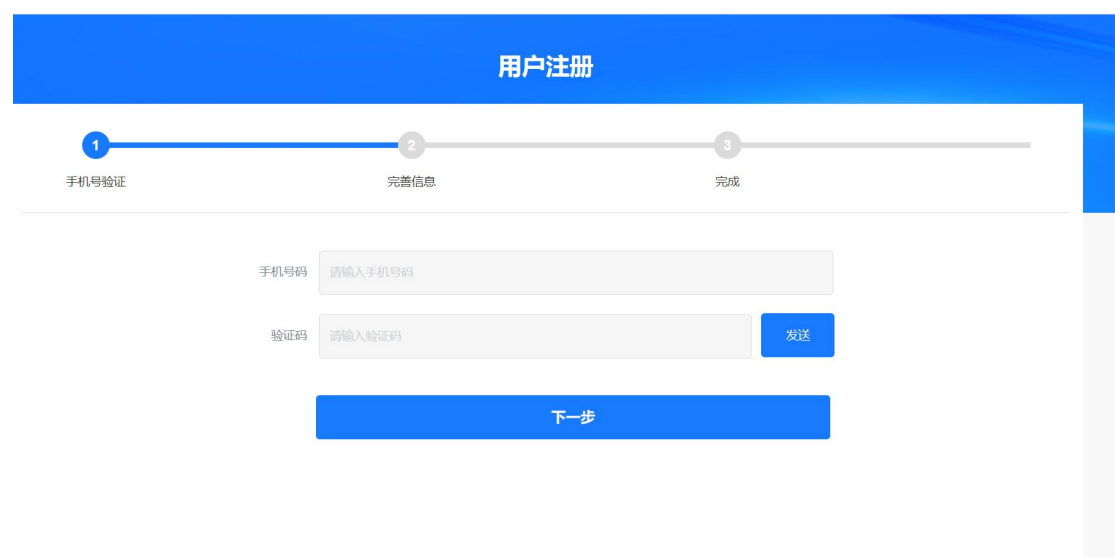 用户注册
1
2
3
手机号验证
完善信息
完成
手机号码 请输入手机号码
验证码 请输入验证码 发送
下一步